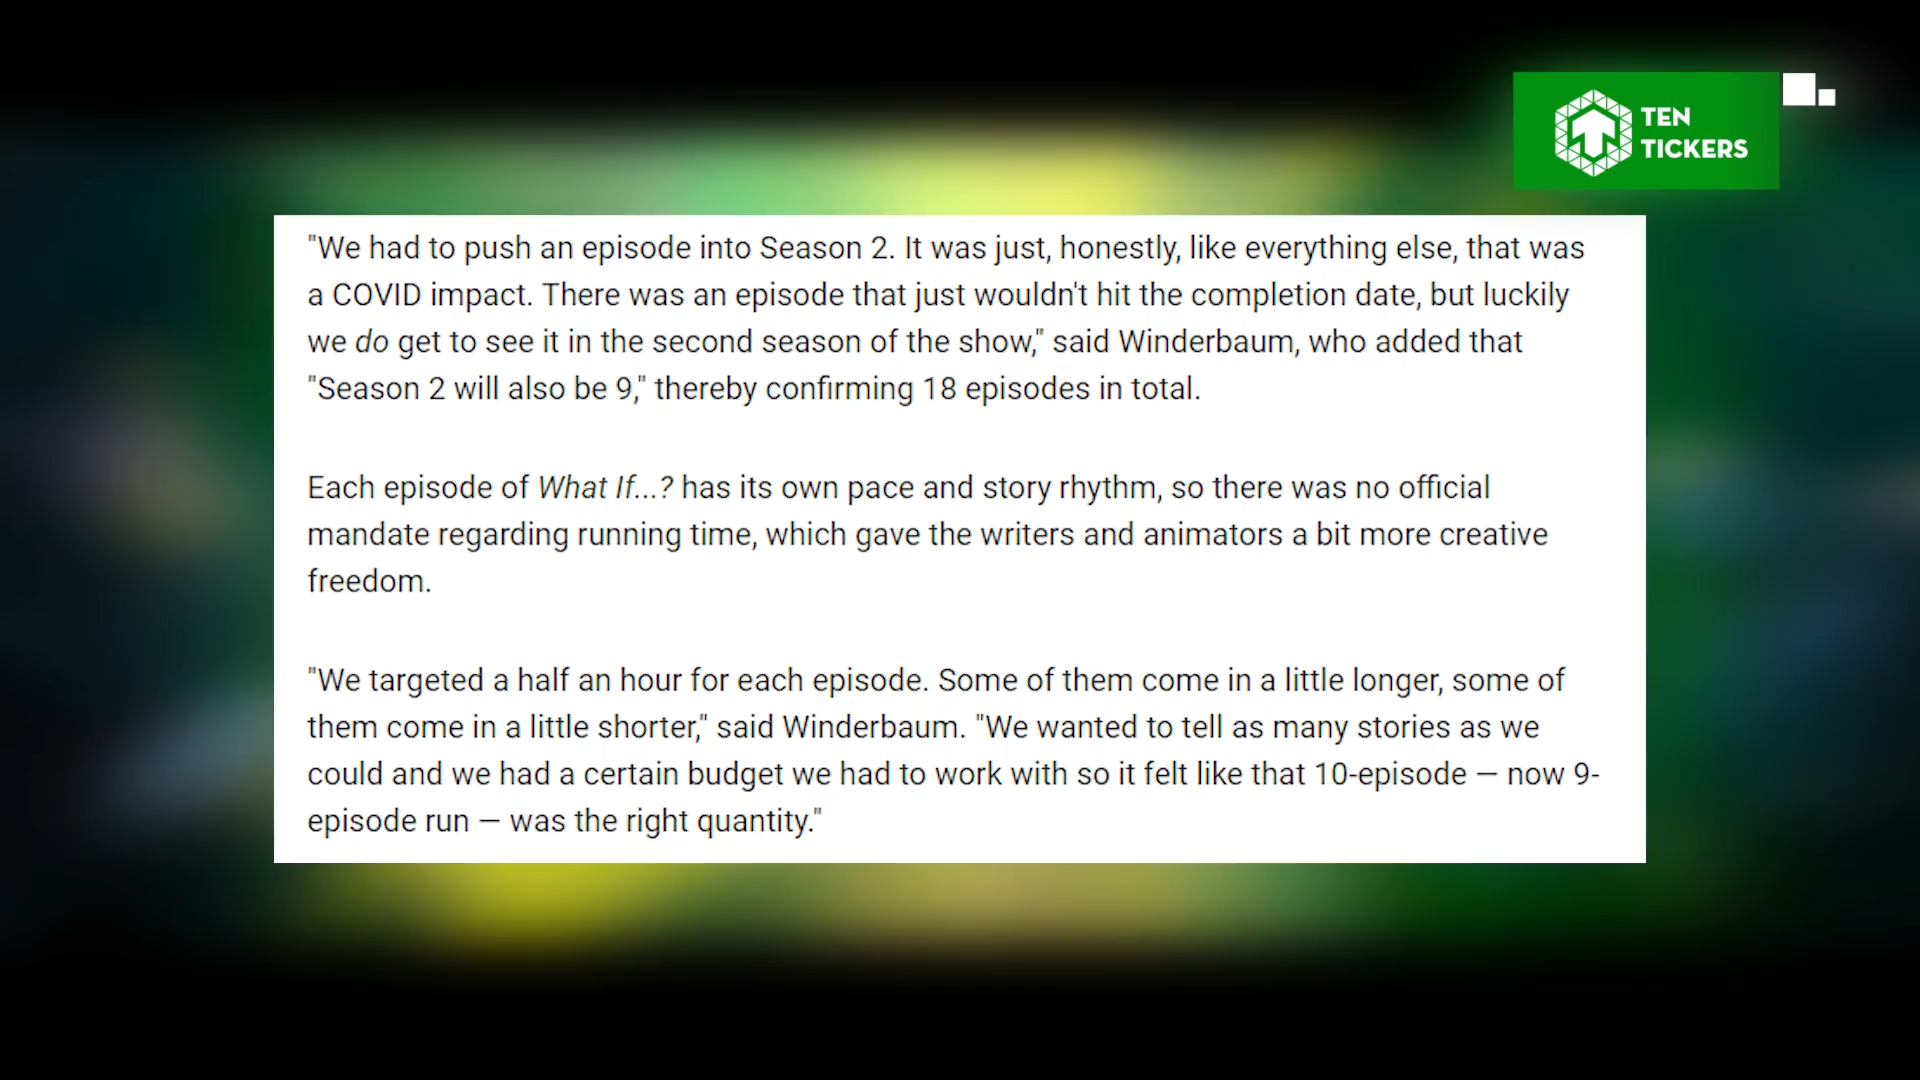 TEN
TICKERS
"We had to push an episode into Season 2. It was just, honestly, like everything else, that was
a COVID impact. There was an episode that just wouldn't hit the completion date, but luckily
we do get to see it in the second season of the show," said Winderbaum, who added that
"Season 2 will also be 9," thereby confirming 18 episodes in total.
Each episode of What If...? has its own pace and story rhythm, so there was no official
mandate regarding running time, which gave the writers and animators a bit more creative
freedom.
"We targeted a half an hour for each episode. Some of them come in a little longer, some of
them come in a little shorter," said Winderbaum. "We wanted to tell as many stories as we
could and we had a certain budget we had to work with so it felt like that 10-episode — now 9-
episode run — was the right quantity."